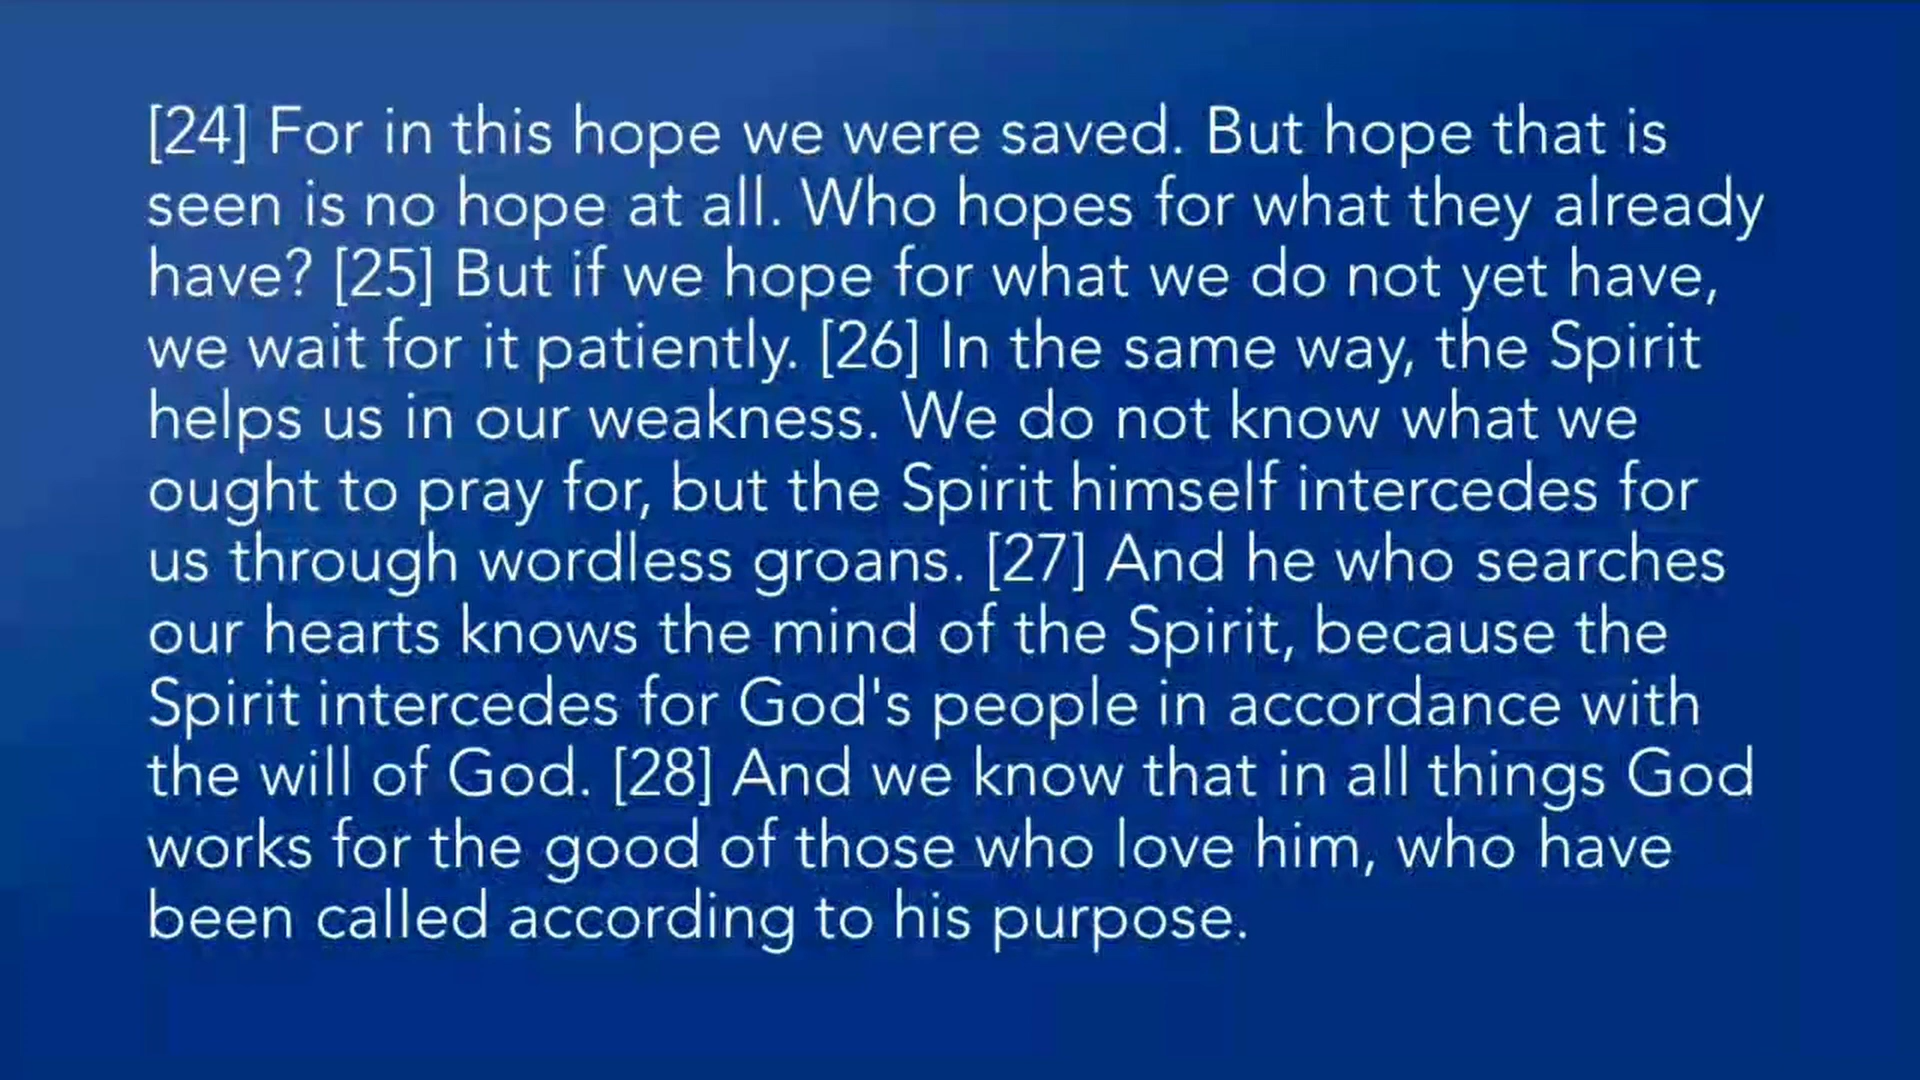 [24] For in this hope we were saved. But hope that is
seen is no hope at all. Who hopes for what they already
have? [25] But if we hope for what we do not yet have,
we wait for it patiently. [26] In the same way, the Spirit
helps us in our weakness. We do not know what we
ought to pray for, but the Spirit himself intercedes for
us through wordless groans. [27] And he who searches
our hearts knows the mind of the Spirit, because the
Spirit intercedes for God's people in accordance with
the will of God. [28] And we know that in all things God
works for the good of those who love him, who have
been called according to his purpose.